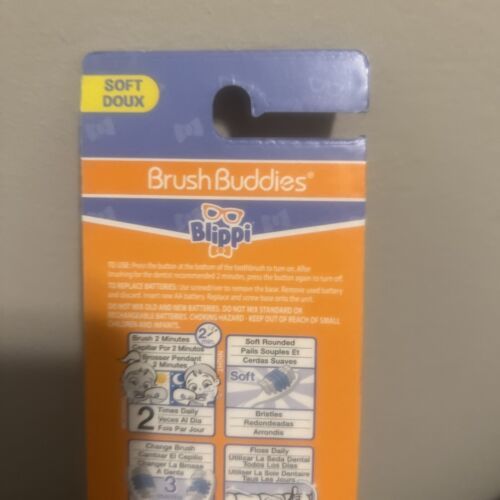 SOFT
DOUX
BrushBuddies®
Blippi
TO USE: Press the button at the bottom of the toothbrush to turn on. After
brushing for the dentist recommended 2 minutes, press the button again to turn off.
TO REPLACE BATTERIES: Use screwdriver to remove the base. Remove used battery
and discard. Insert new AA battery. Replace and screw base onto the unit.
DO NOT MIX OLD AND NEW BATTERIES. DO NOT MIX STANDARD OR
RECHARGEABLE BATTERIES. CHOKING HAZARD - KEEP OUT OF REACH OF SMALL
CHILDREN AND INFANTS.
Brush 2 Minutes
Cepillar Por 2 Minutos
Brosser Pendant
2 Minutes
2
min.
NIGHT
2
Times Daily
Veces Al Día
Fois Par Jour
Soft Rounded
Pails Souples Et
Cerdas Suaves
Soft
Bristles
Redondeadas
Arrondis
Change Brush
Cambiar El Cepillo
Changer La Brosse
À Dents
3
Floss Daily
Utilizar La Seda Dental
Todos Los Días
Utiliser La Soie Dentaire
Tous Les Jours